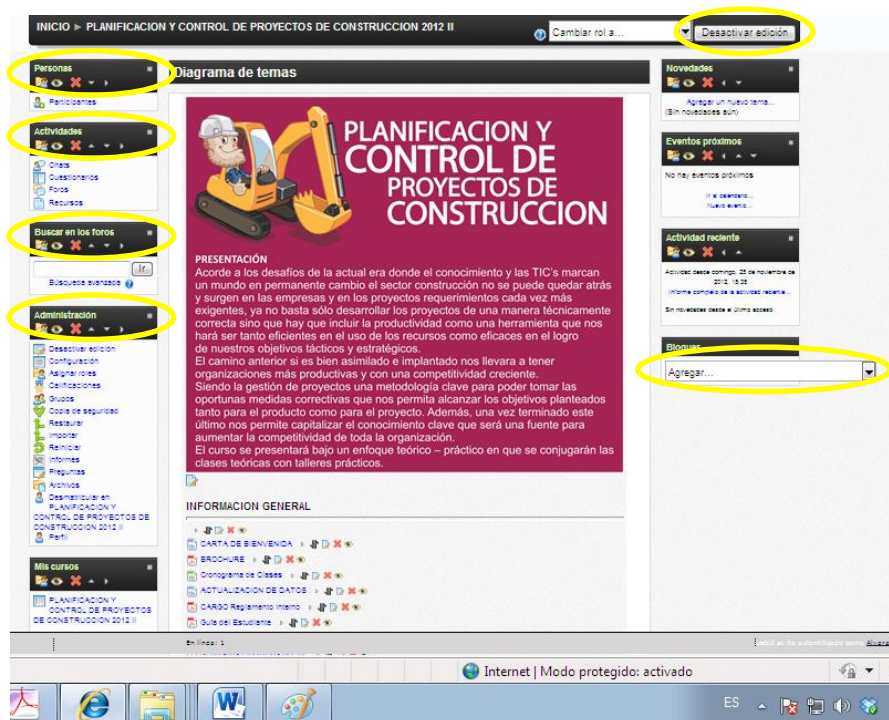 INICIO ► PLANIFICACION Y CONTROL DE PROYECTOS DE CONSTRUCCION 2012 II
Cambiar rol a...
Desactivar edición
Personas
Participantes
Actividades
Chats
Cuestionarios
Foros
Recursos
Buscar en los foros
Ir
Búsqueda avanzada
Administración
Desactivar edición
Configuración
Asignar roles
Calificaciones
Grupos
Copia de seguridad
Restaurar
Importar
Reiniciar
Informes
Preguntas
Archivos
Desmatricular en
PLANIFICACION Y
CONTROL DE PROYECTOS DE
CONSTRUCCION 2012 II
Perfil
Mis cursos
PLANIFICACION Y
CONTROL DE PROYECTOS
DE CONSTRUCCION 2012 II
Diagrama de temas
PLANIFICACION Y
CONTROL DE
PROYECTOS DE
CONSTRUCCION
PRESENTACIÓN
Acorde a los desafíos de la actual era donde el conocimiento y las TIC's marcan
un mundo en permanente cambio el sector construcción no se puede quedar atrás
y surgen en las empresas y en los proyectos requerimientos cada vez más
exigentes, ya no basta sólo desarrollar los proyectos de una manera técnicamente
correcta sino que hay que incluir la productividad como una herramienta que nos
hará ser tanto eficientes en el uso de los recursos como eficaces en el logro
de nuestros objetivos tácticos y estratégicos.
El camino anterior si es bien asimilado e implantado nos llevara a tener
organizaciones más productivas y con una competitividad creciente.
Siendo la gestión de proyectos una metodología clave para poder tomar las
oportunas medidas correctivas que nos permita alcanzar los objetivos planteados
tanto para el producto como para el proyecto. Además, una vez terminado este
último nos permite capitalizar el conocimiento clave que será una fuente para
aumentar la competitividad de toda la organización.
El curso se presentará bajo un enfoque teórico – práctico en que se conjugarán las
clases teóricas con talleres prácticos.
INFORMACION GENERAL
CARTA DE BIENVENIDA
BROCHURE
Cronograma de Clases
ACTUALIZACION DE DATOS
CARGO Reglamento Interno
Guía del Estudiante
Novedades
Agregar un nuevo tema...
(Sin novedades aún)
Eventos próximos
No hay eventos próximos
Ir al calendario...
Nuevo evento...
Actividad reciente
Actividad desde domingo, 25 de noviembre de
2012, 15:25
Informe completo de la actividad reciente...
Sin novedades desde el último acceso
Bloques
Agregar...
En línea: 1
Usted se ha autentificado como
Internet | Modo protegido: activado
ES